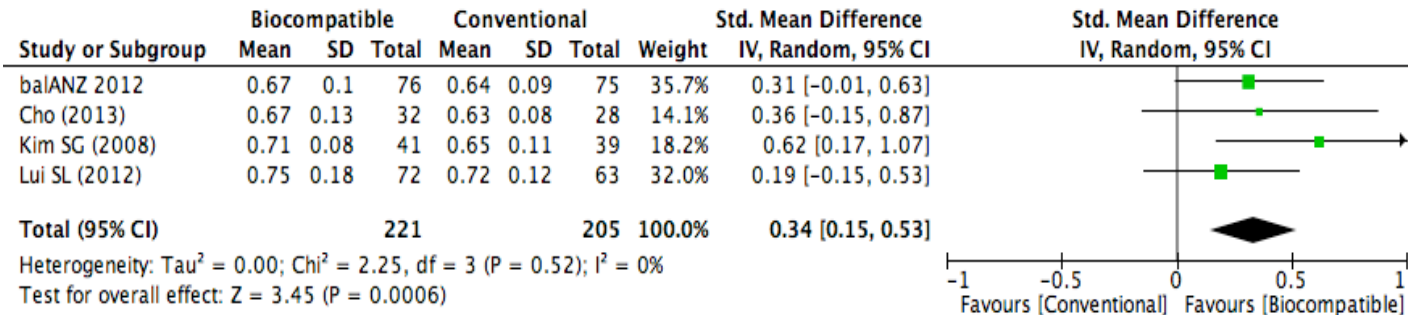 Biocompatible Conventional Std. Mean Difference Std. Mean Difference
Study or Subgroup Mean SD Total Mean SD Total Weight IV, Random, 95% CI IV, Random, 95% CI
balANZ 2012 0.67 0.1 76 0.64 0.09 75 35.7% 0.31 [-0.01, 0.63]
Cho (2013) 0.67 0.13 32 0.63 0.08 28 14.1% 0.36 [-0.15, 0.87]
Kim SG (2008) 0.71 0.08 41 0.65 0.11 39 18.2% 0.62 [0.17, 1.07]
Lui SL (2012) 0.75 0.18 72 0.72 0.12 63 32.0% 0.19 [-0.15, 0.53]
Total (95% CI) 221 205 100.0% 0.34 [0.15, 0.53]
Heterogeneity: Tau² = 0.00; Chi² = 2.25, df = 3 (P = 0.52); I² = 0%
Test for overall effect: Z = 3.45 (P = 0.0006)
-1 -0.5 0 0.5 1
Favours [Conventional] Favours [Biocompatible]